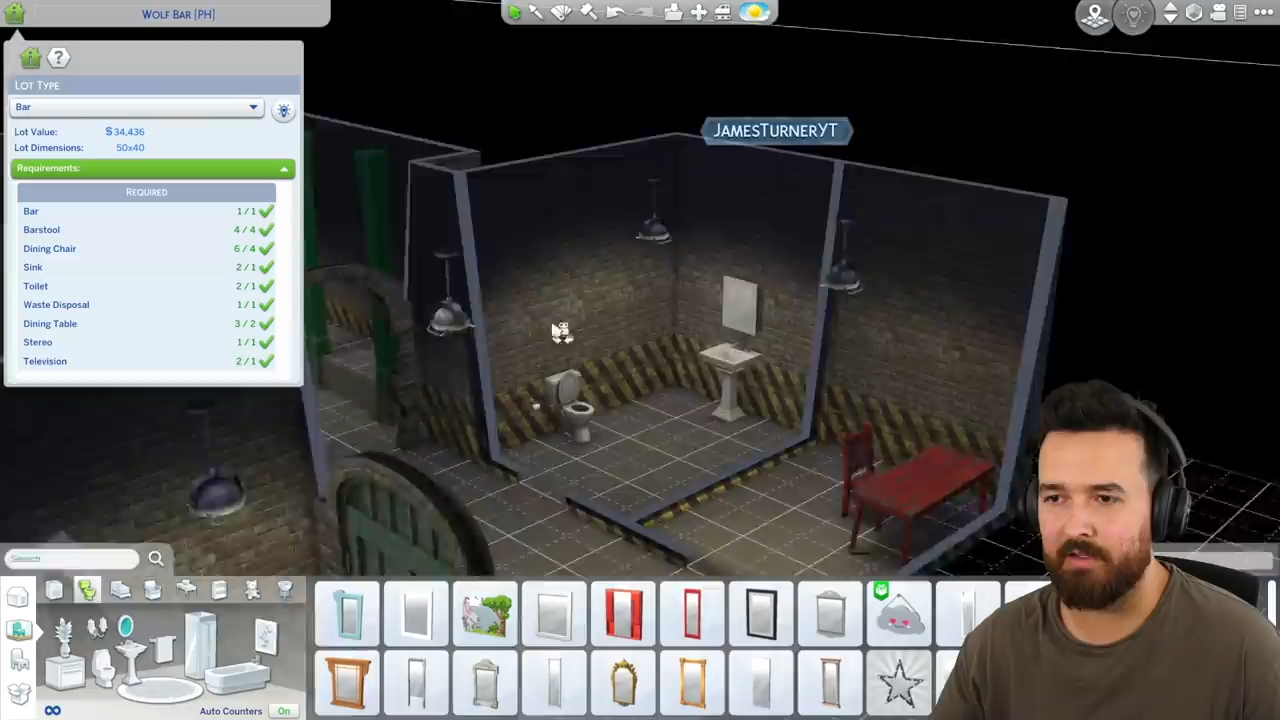 WOLF BAR [PH]
LOT TYPE
Bar
Lot Value: §34,436
Lot Dimensions: 50x40
Requirements:
REQUIRED
Bar 1/1
Barstool 4/4
Dining Chair 6/4
Sink 2/1
Toilet 2/1
Waste Disposal 1/1
Dining Table 3/2
Stereo 1/1
Television 2/1
JAMESTURNERYT
Search
Auto Counters On